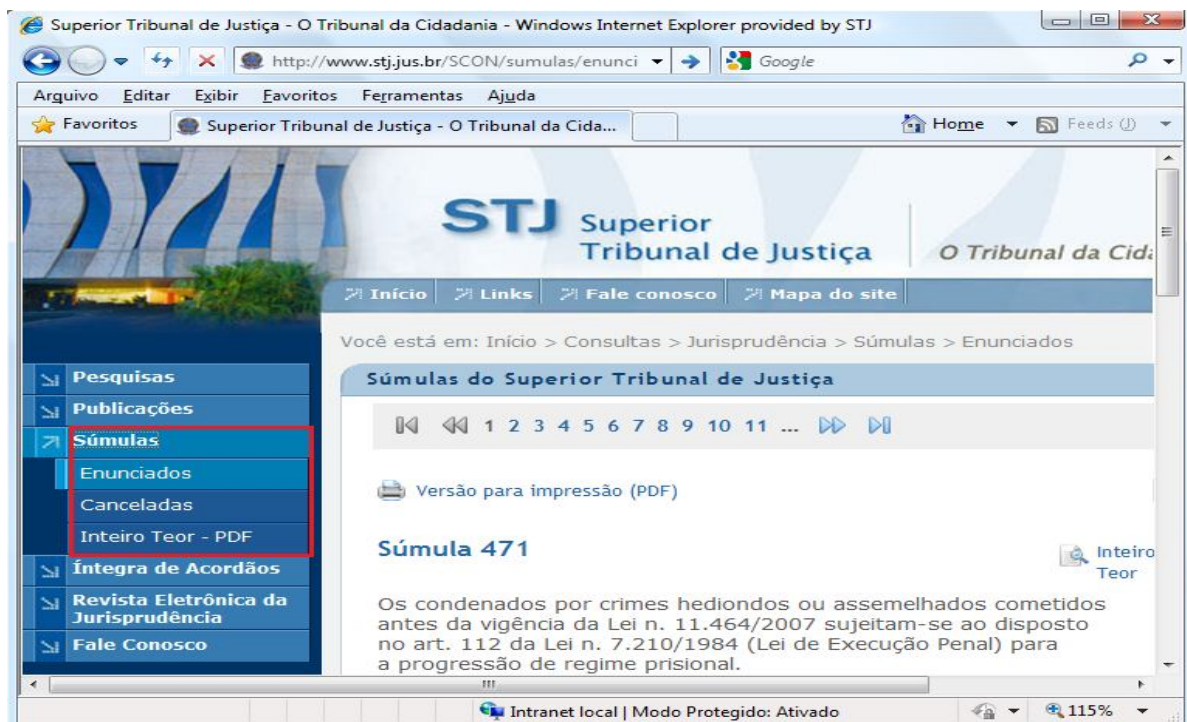 Superior Tribunal de Justiça - O Tribunal da Cidadania - Windows Internet Explorer provided by STJ
http://www.stj.jus.br/SCON/sumulas/enunci
Google
Arquivo Editar Exibir Favoritos Ferramentas Ajuda
Favoritos
Superior Tribunal de Justiça - O Tribunal da Cida...
Home
Feeds (J)
STJ Superior
Tribunal de Justiça
O Tribunal da Cida
Início Links Fale conosco Mapa do site
Você está em: Início > Consultas > Jurisprudência > Súmulas > Enunciados
Pesquisas
Publicações
Súmulas
Enunciados
Canceladas
Inteiro Teor - PDF
Íntegra de Acordãos
Revista Eletrônica da
Jurisprudência
Fale Conosco
Súmulas do Superior Tribunal de Justiça
1 2 3 4 5 6 7 8 9 10 11 ...
Versão para impressão (PDF)
Súmula 471
Inteiro
Teor
Os condenados por crimes hediondos ou assemelhados cometidos
antes da vigência da Lei n. 11.464/2007 sujeitam-se ao disposto
no art. 112 da Lei n. 7.210/1984 (Lei de Execução Penal) para
a progressão de regime prisional.
Intranet local | Modo Protegido: Ativado
115%